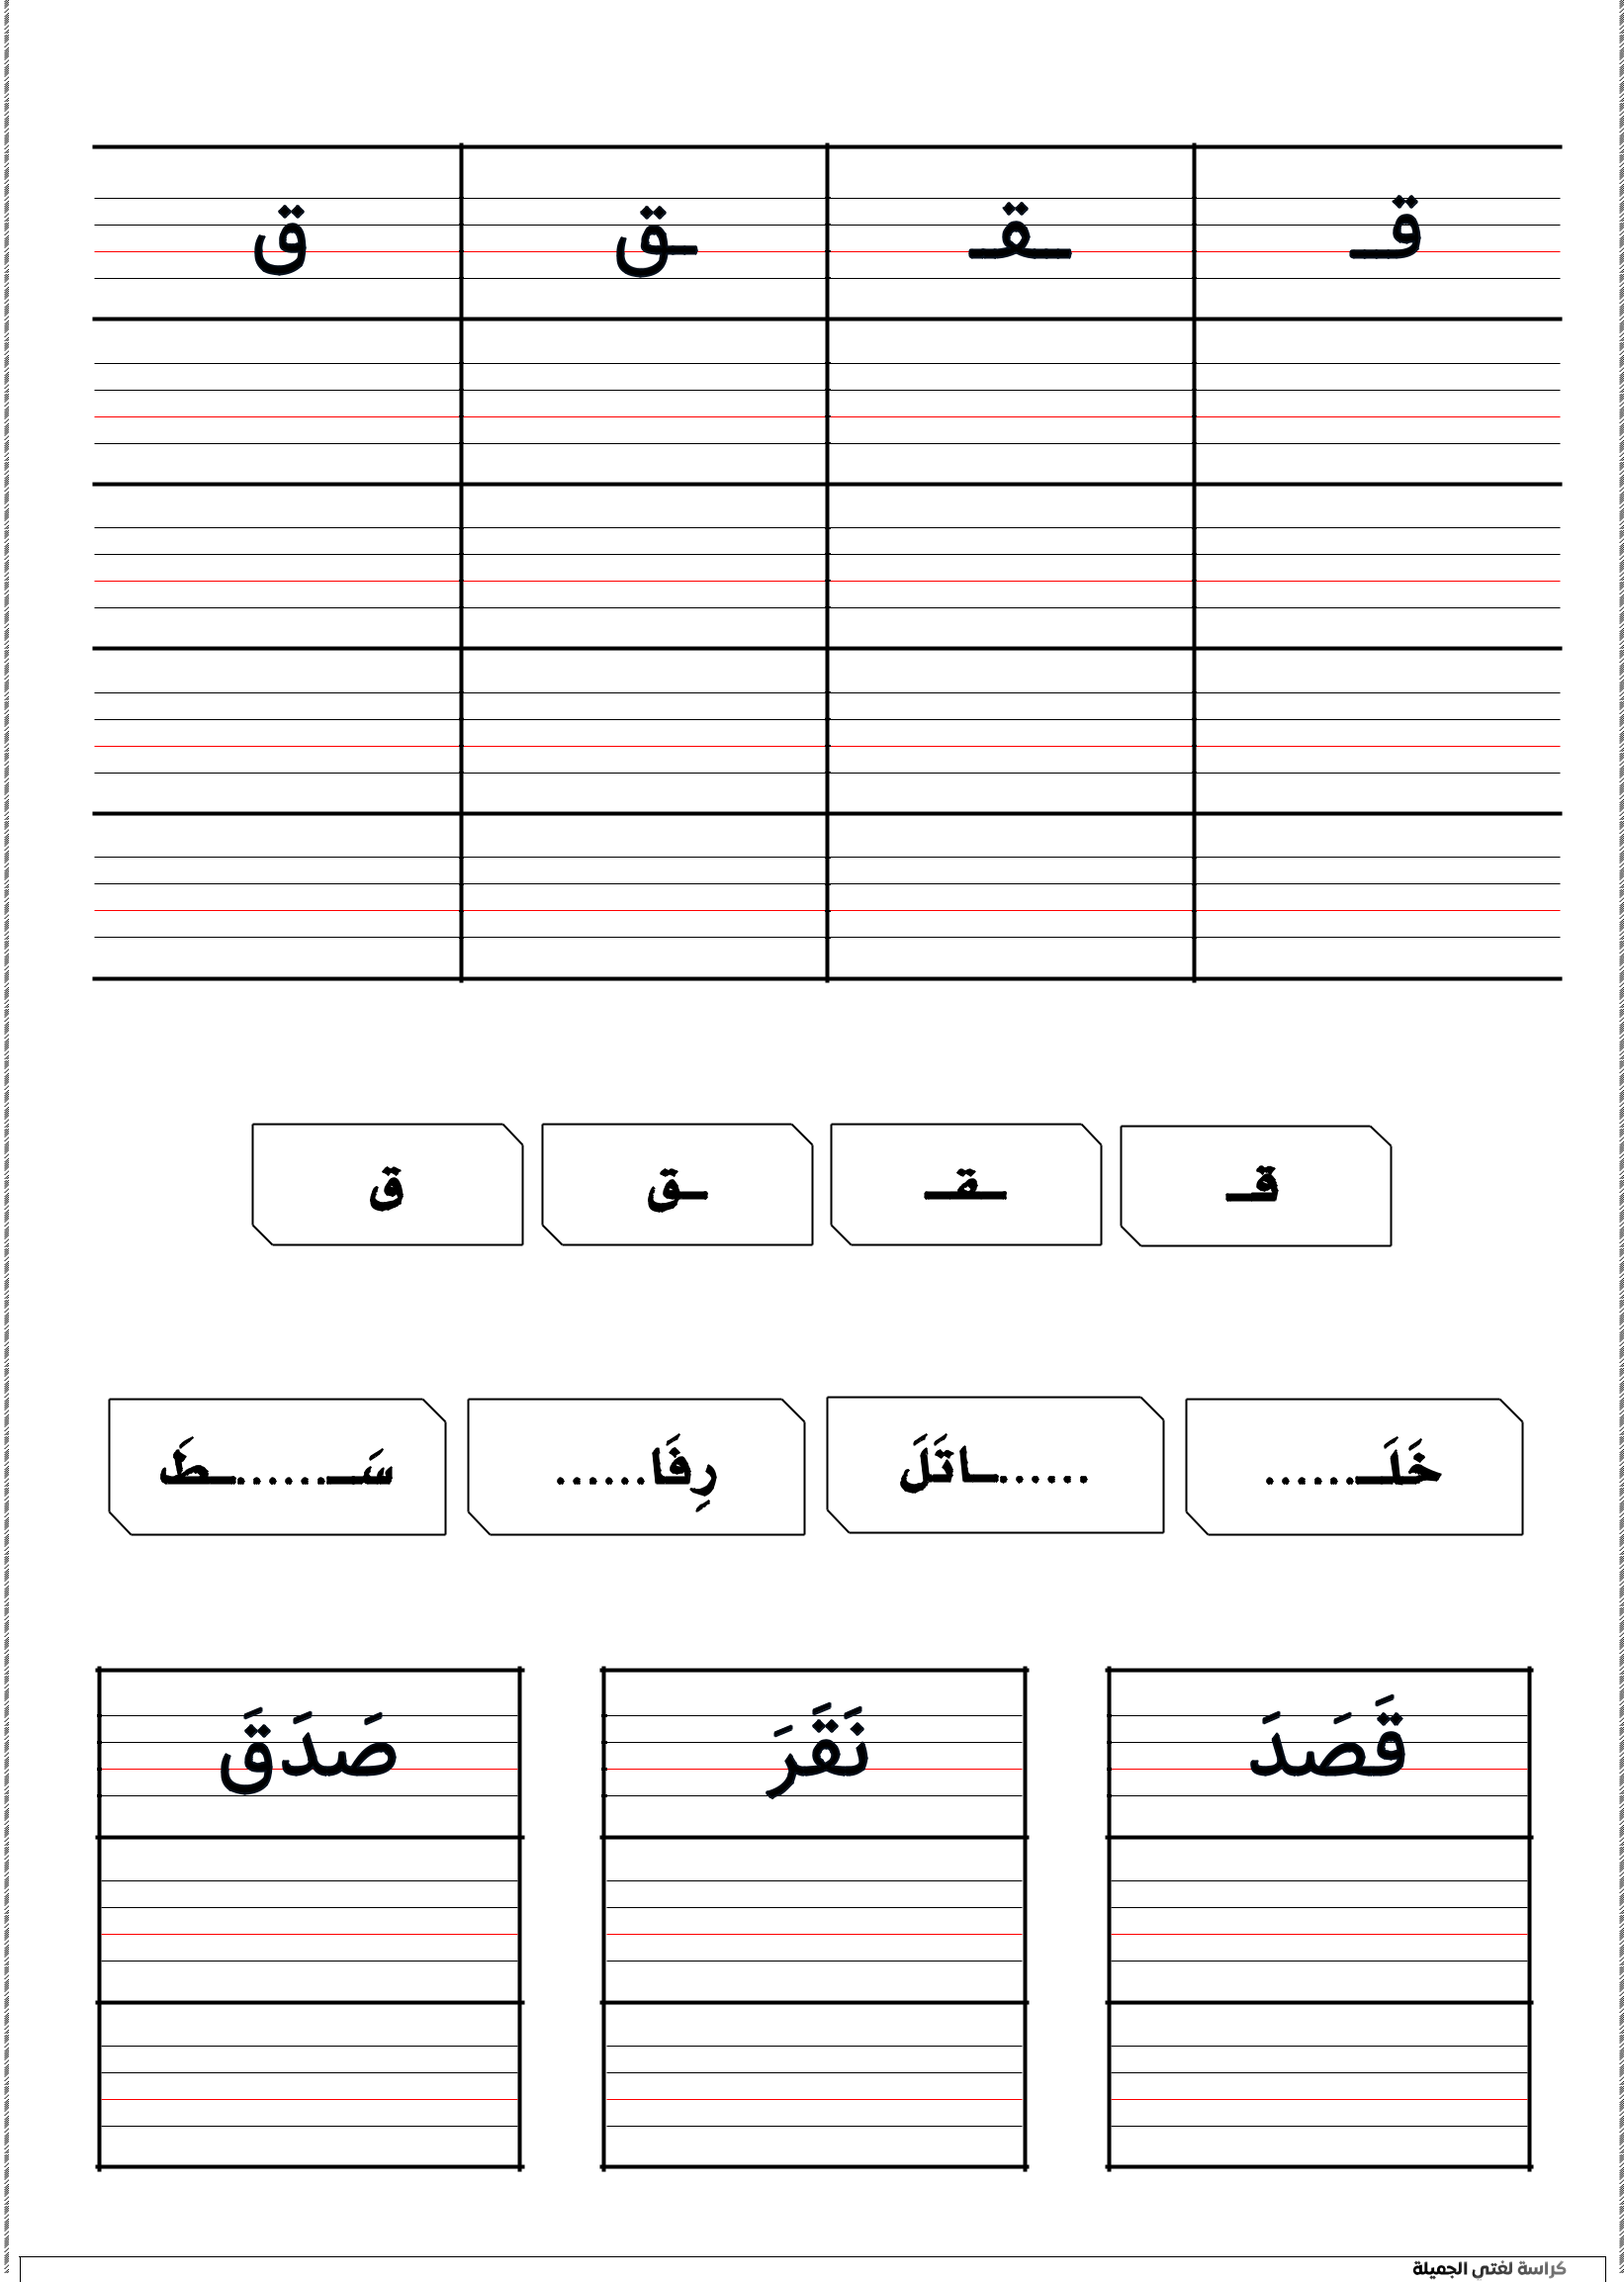 قـ ـقـ ـق ق
قـ ـقـ ـق ق
خَلَـ...... ......ـاتَلَ رِفَا...... سَـ......ـطَ
قَصَدَ نَقَرَ صَدَقَ
كراسة لغتي الجميلة